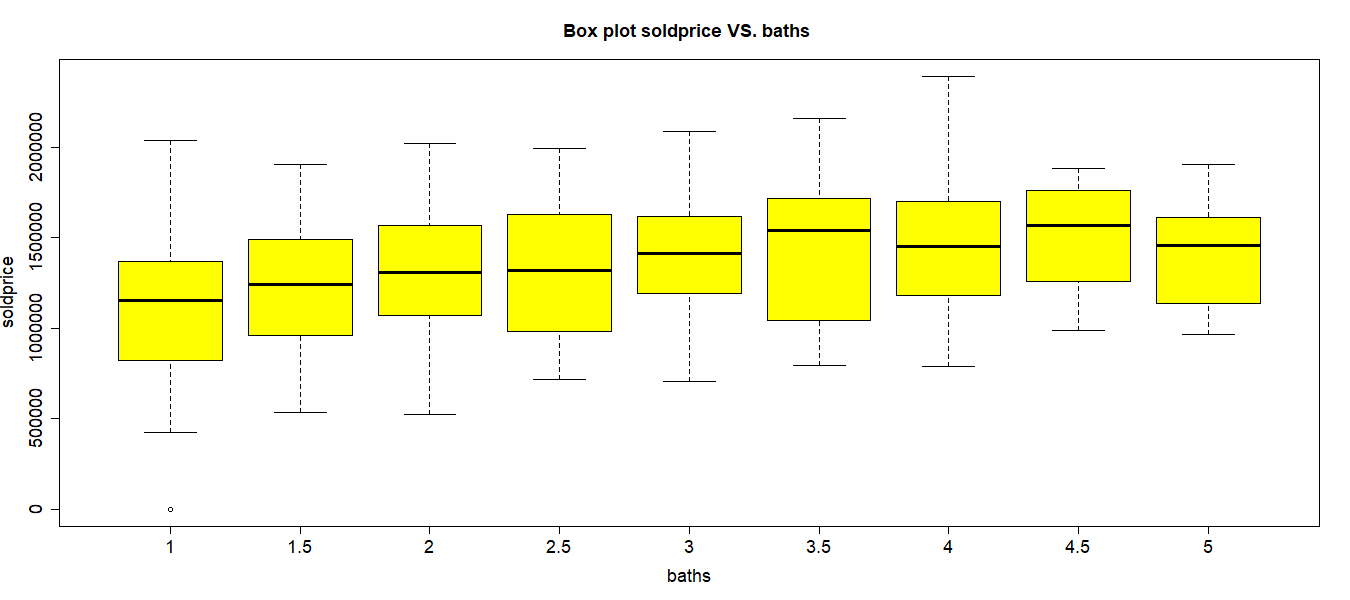 Box plot soldprice VS. baths
soldprice
2000000
1500000
1000000
500000
0
1 1.5 2 2.5 3 3.5 4 4.5 5
baths